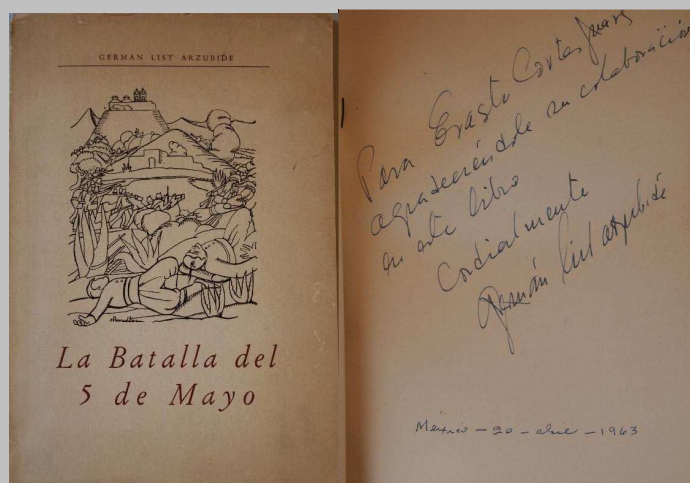 GERMAN LIST ARZUBIDE
La Batalla del
5 de Mayo
Para Erasto Cortes Juarez
agradeciéndole su colaboración
en este libro
Cordialmente
Germán List Arzubide
México - 20 - abril - 1963